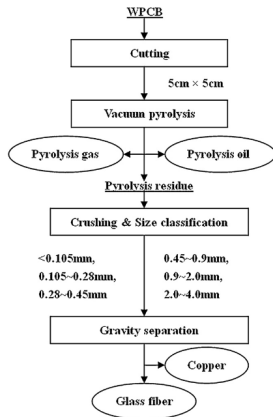 WPCB
Cutting
5cm × 5cm
Vacuum pyrolysis
Pyrolysis gas
Pyrolysis oil
Pyrolysis residue
Crushing & Size classification
<0.105mm,
0.105~0.28mm,
0.28~0.45mm
0.45~0.9mm,
0.9~2.0mm,
2.0~4.0mm
Gravity separation
Copper
Glass fiber